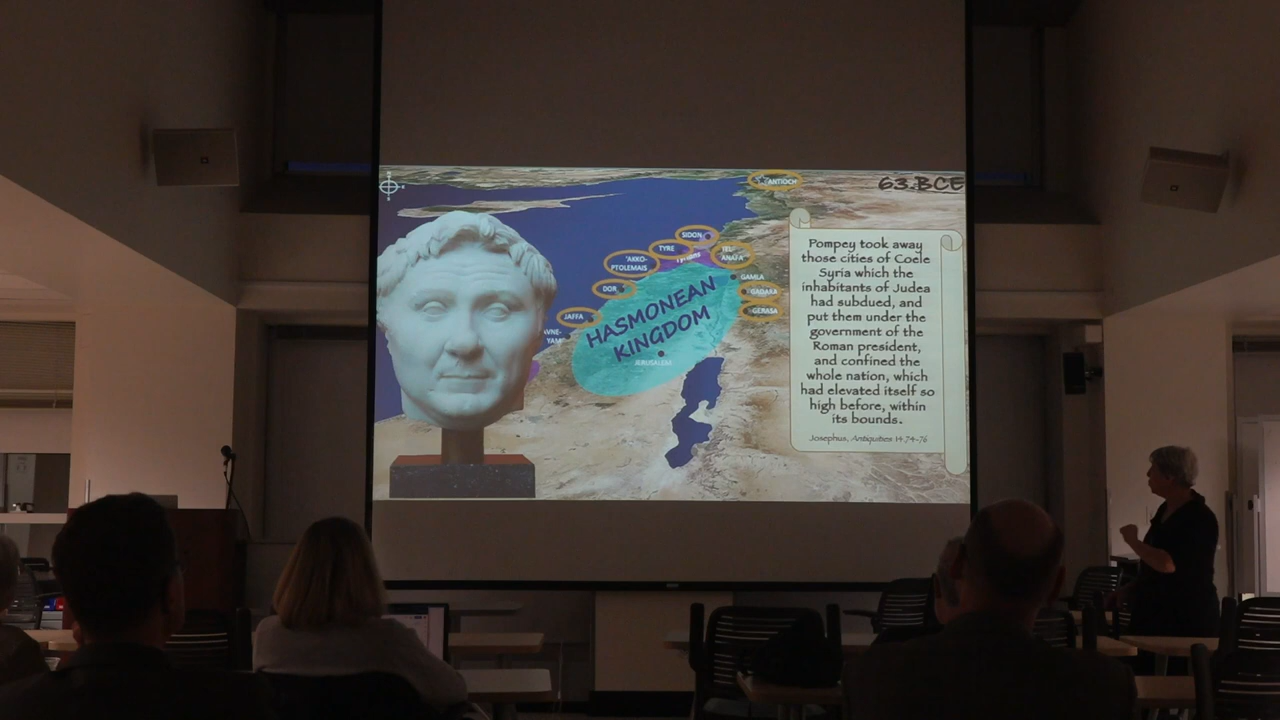 63 BCE
ANTIOCH
SIDON
TYRE
TEL
ANAFA
Tyrians
'AKKO-
PTOLEMAIS
GAMLA
DOR
GADARA
GERASA
JAFFA
HASMONEAN
KINGDOM
YAVNE-
YAM
JERUSALEM
Pompey took away
those cities of Coele
Syria which the
inhabitants of Judea
had subdued, and
put them under the
government of the
Roman president,
and confined the
whole nation, which
had elevated itself so
high before, within
its bounds.
Josephus, Antiquities 14.74-76